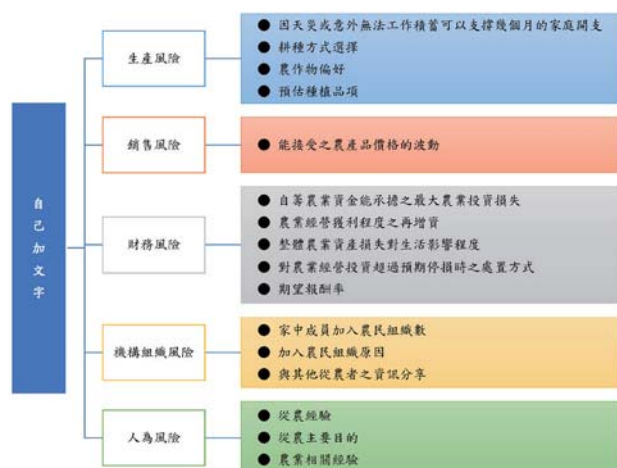 自己加文字
生產風險
● 因天災或意外無法工作積蓄可以支撐幾個月的家庭開支
● 耕種方式選擇
● 農作物偏好
● 預估種植品項
銷售風險
● 能接受之農產品價格的波動
財務風險
● 自籌農業資金能承擔之最大農業投資損失
● 農業經營獲利程度之再增資
● 整體農業資產損失對生活影響程度
● 對農業經營投資超過預期停損時之處置方式
● 期望報酬率
機構組織風險
● 家中成員加入農民組織數
● 加入農民組織原因
● 與其他從農者之資訊分享
人為風險
● 從農經驗
● 從農主要目的
● 農業相關經驗